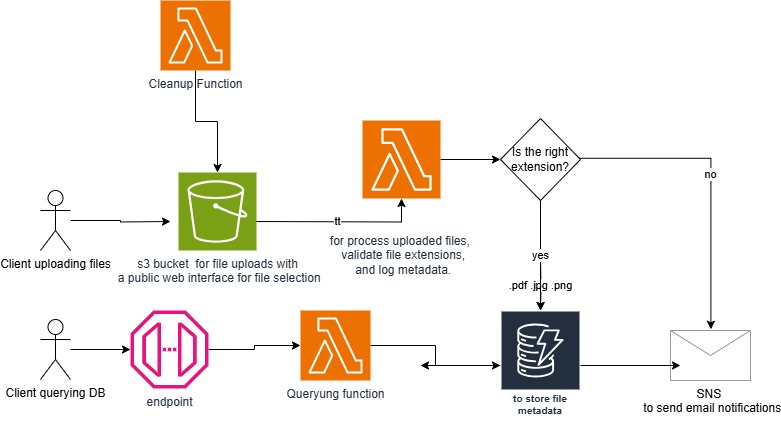 Cleanup Function
Is the right
extension?
no
tt
Client uploading files
s3 bucket for file uploads with
a public web interface for file selection
for process uploaded files,
validate file extensions,
and log metadata.
yes
.pdf .jpg .png
Client querying DB
endpoint
Queryung function
to store file
metadata
SNS
to send email notifications